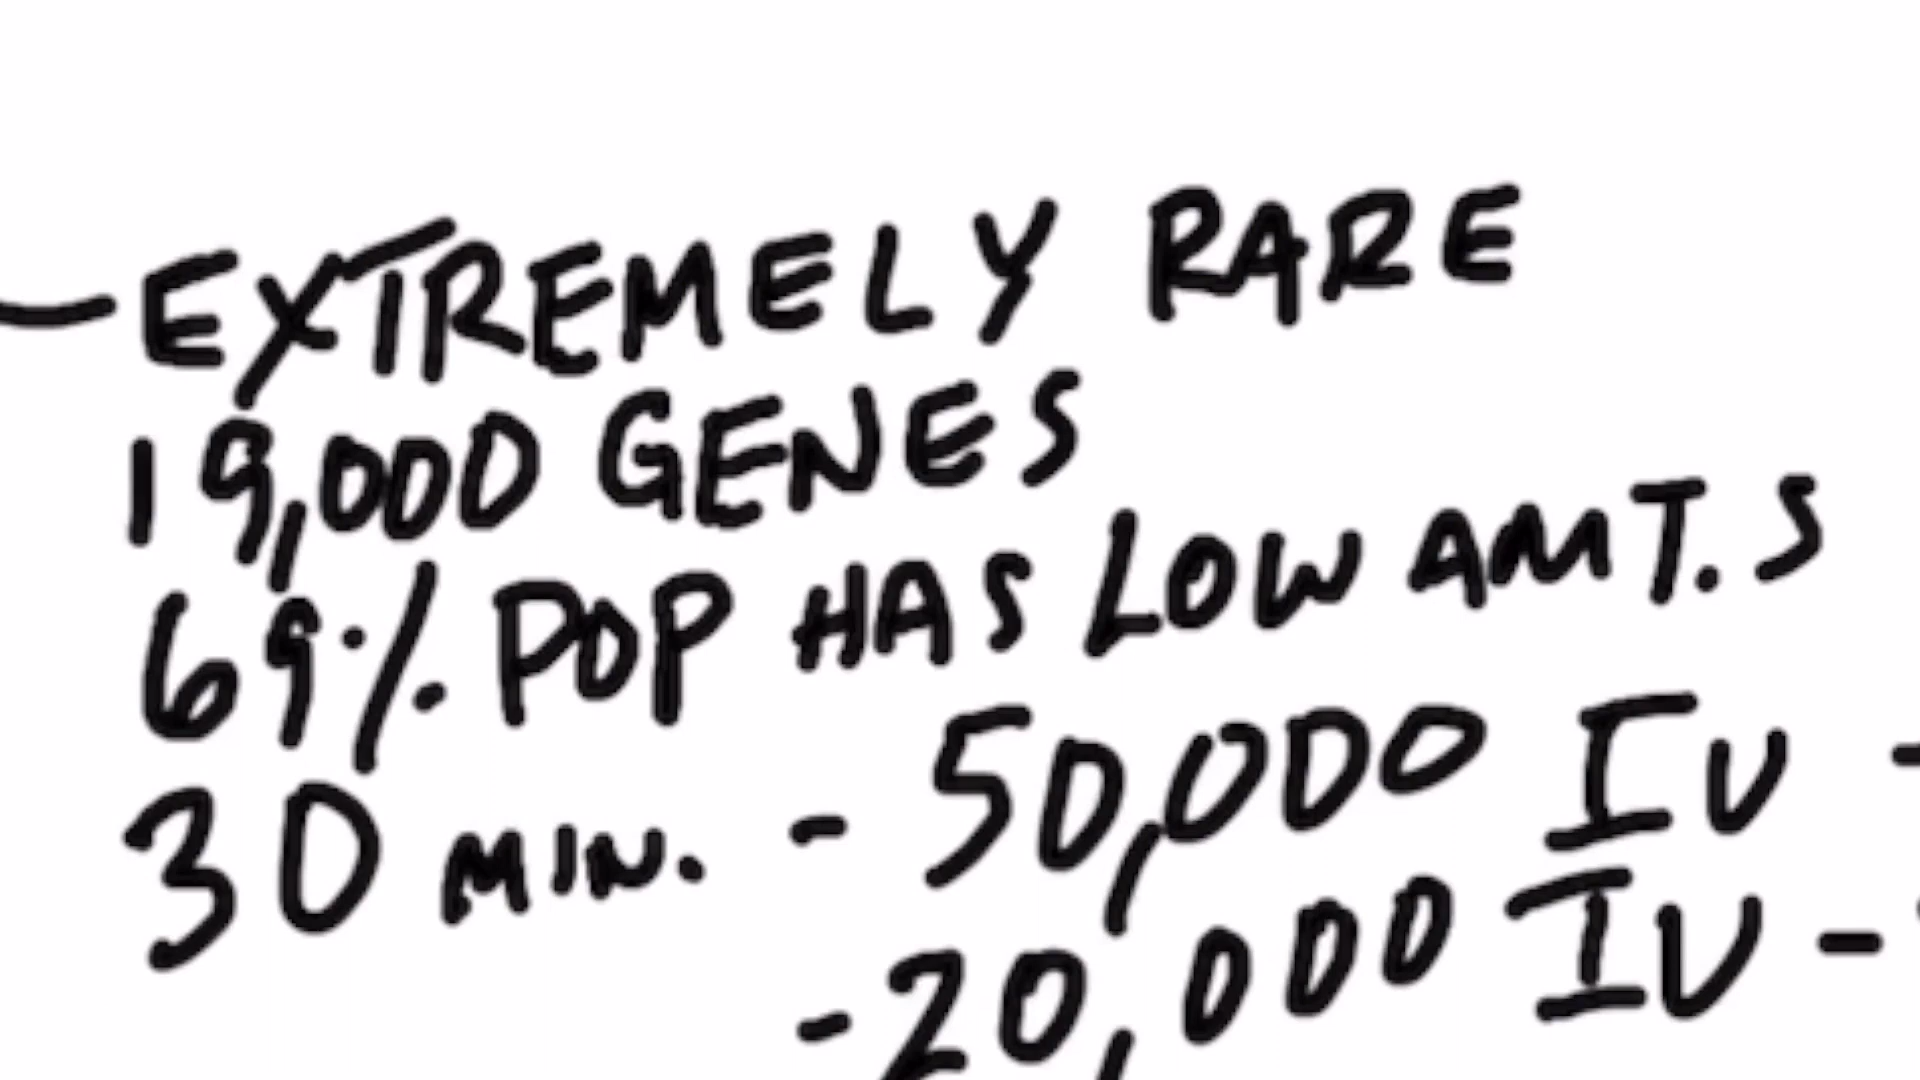 - EXTREMELY RARE
19,000 GENES
69% POP HAS LOW AMT.S
30 MIN. - 50,000 IU -
- 20,000 IU -